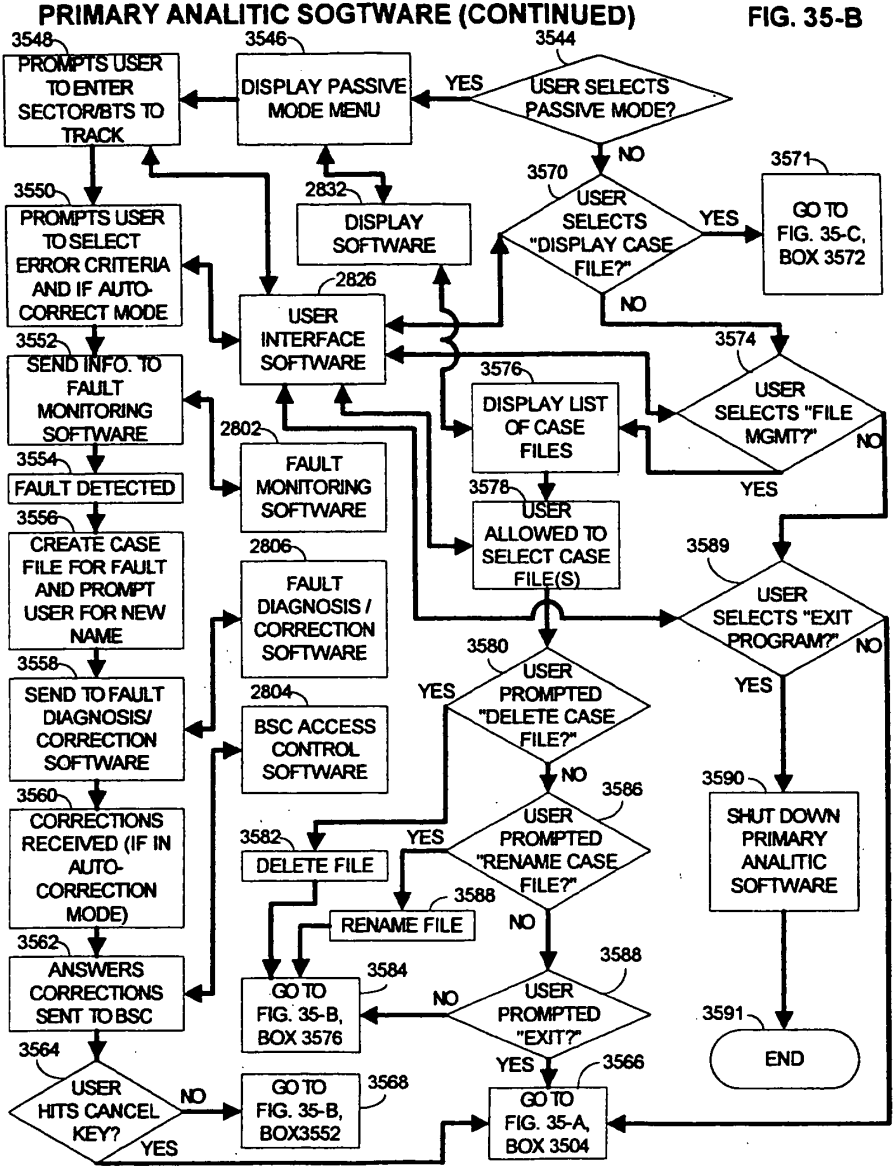 PRIMARY ANALITIC SOGTWARE (CONTINUED)
FIG. 35-B
3548
PROMPTS USER
TO ENTER
SECTOR/BTS TO
TRACK
3546
DISPLAY PASSIVE
MODE MENU
YES
3544
USER SELECTS
PASSIVE MODE?
NO
3550
PROMPTS USER
TO SELECT
ERROR CRITERIA
AND IF AUTO-
CORRECT MODE
2832
DISPLAY
SOFTWARE
3570
USER
SELECTS
"DISPLAY CASE
FILE?"
YES
NO
3571
GO TO
FIG. 35-C,
BOX 3572
2826
USER
INTERFACE
SOFTWARE
3552
SEND INFO. TO
FAULT
MONITORING
SOFTWARE
3574
USER
SELECTS "FILE
MGMT?"
NO
YES
3576
DISPLAY LIST
OF CASE
FILES
2802
FAULT
MONITORING
SOFTWARE
3554
FAULT DETECTED
3578
USER
ALLOWED TO
SELECT CASE
FILE(S)
3556
CREATE CASE
FILE FOR FAULT
AND PROMPT
USER FOR NEW
NAME
2806
FAULT
DIAGNOSIS /
CORRECTION
SOFTWARE
3589
USER
SELECTS "EXIT
PROGRAM?"
NO
YES
3558
SEND TO FAULT
DIAGNOSIS/
CORRECTION
SOFTWARE
2804
BSC ACCESS
CONTROL
SOFTWARE
3580
USER
PROMPTED
"DELETE CASE
FILE?"
YES
NO
3590
SHUT DOWN
PRIMARY
ANALITIC
SOFTWARE
3560
CORRECTIONS
RECEIVED (IF IN
AUTO-
CORRECTION
MODE)
3582
DELETE FILE
3586
USER
PROMPTED
"RENAME CASE
FILE?"
YES
NO
3588
RENAME FILE
3562
ANSWERS
CORRECTIONS
SENT TO BSC
3584
GO TO
FIG. 35-B,
BOX 3576
NO
3588
USER
PROMPTED
"EXIT?"
YES
3591
END
3564
USER
HITS CANCEL
KEY?
NO
YES
3568
GO TO
FIG. 35-B,
BOX3552
3566
GO TO
FIG. 35-A,
BOX 3504